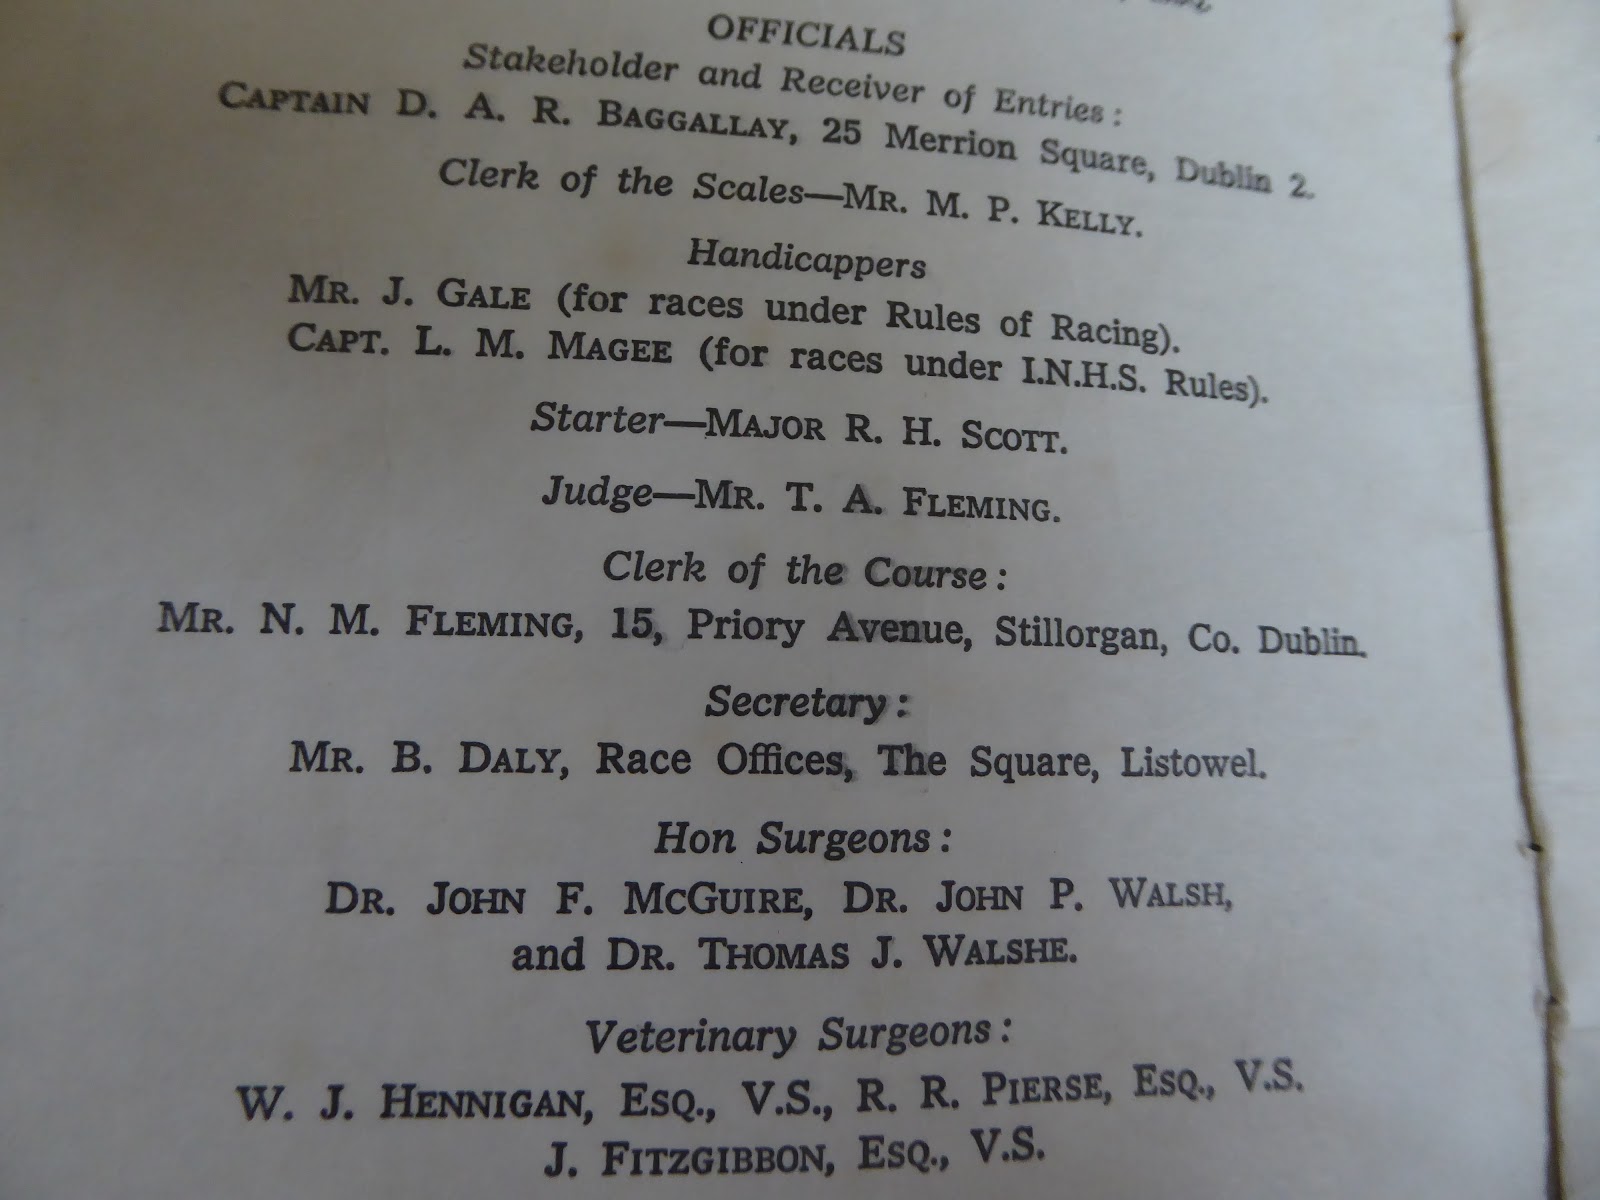 OFFICIALS
Stakeholder and Receiver of Entries:
CAPTAIN D. A. R. BAGGALLAY, 25 Merrion Square, Dublin 2.
Clerk of the Scales—MR. M. P. KELLY.
Handicappers
MR. J. GALE (for races under Rules of Racing).
CAPT. L. M. MAGEE (for races under I.N.H.S. Rules).
Starter—MAJOR R. H. SCOTT.
Judge—MR. T. A. FLEMING.
Clerk of the Course:
MR. N. M. FLEMING, 15, Priory Avenue, Stillorgan, Co. Dublin.
Secretary:
MR. B. DALY, Race Offices, The Square, Listowel.
Hon Surgeons:
DR. JOHN F. MCGUIRE, DR. JOHN P. WALSH,
and DR. THOMAS J. WALSHE.
Veterinary Surgeons:
W. J. HENNIGAN, ESQ., V.S., R. R. PIERSE, ESQ., V.S.
J. FITZGIBBON, ESQ., V.S.